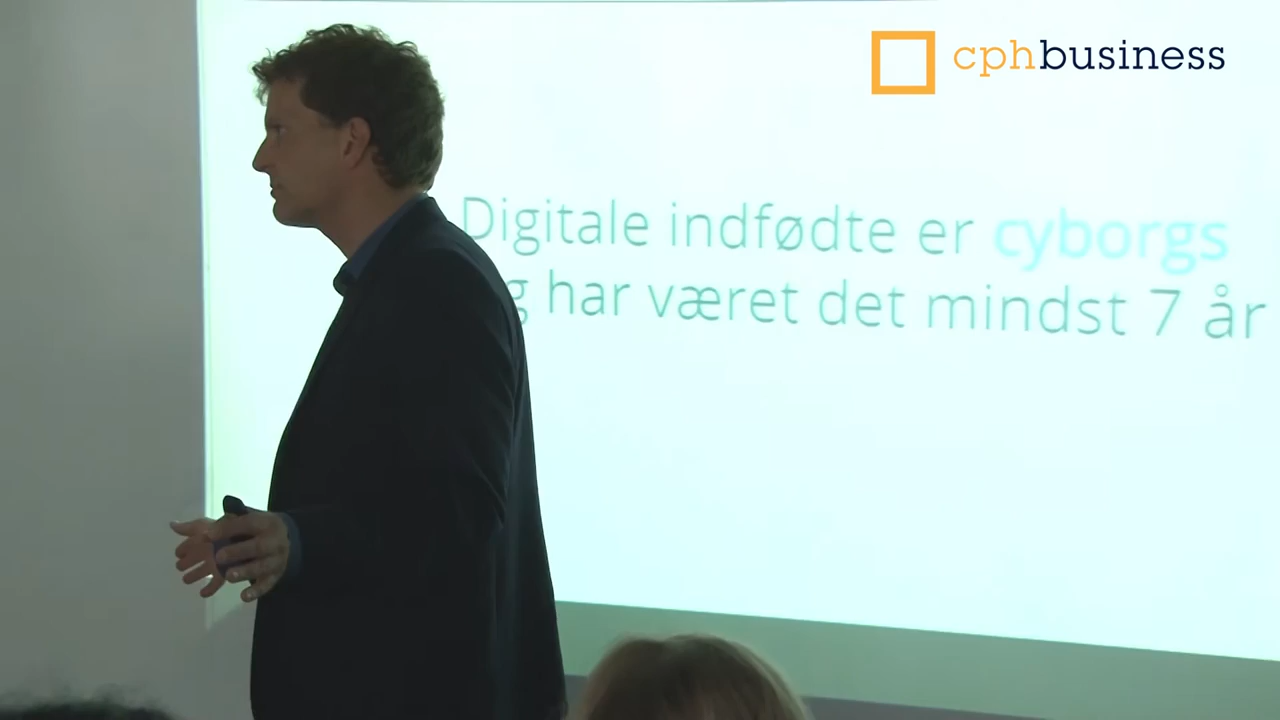 cphbusiness
Digitale indfødte er cyborgs
har været det mindst 7 år